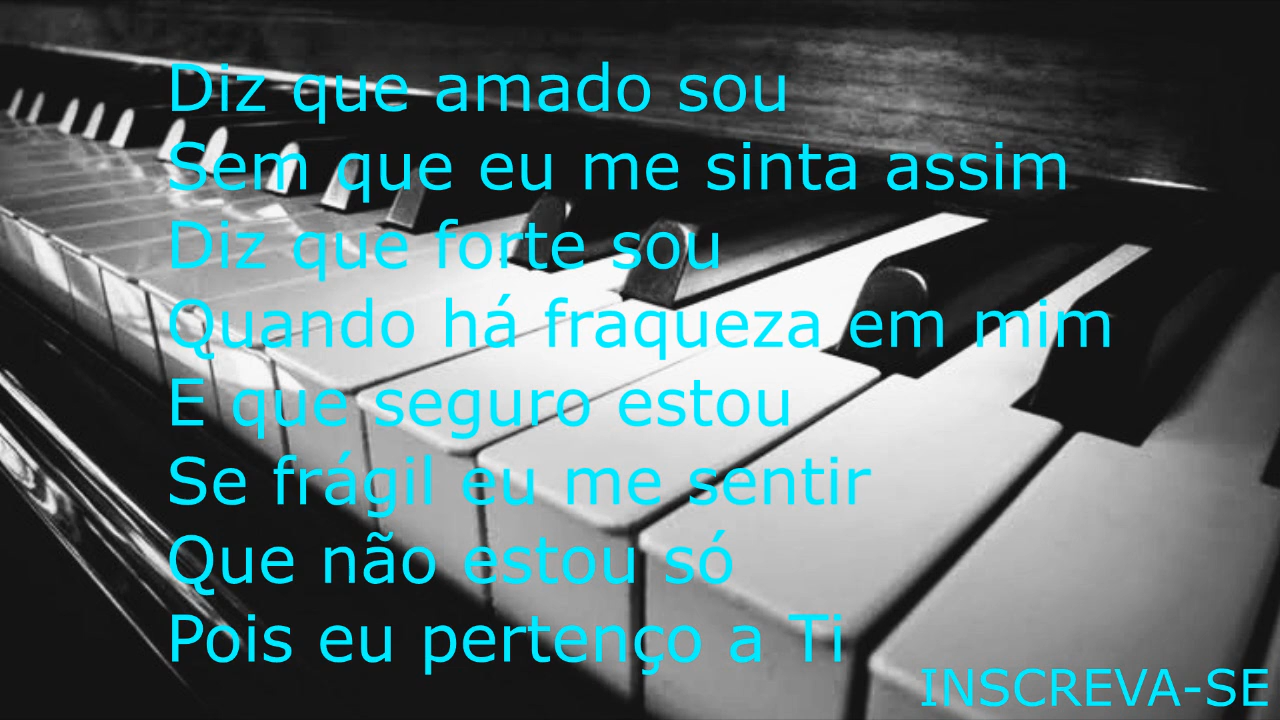 Diz que amado sou
Sem que eu me sinta assim
Diz que forte sou
Quando há fraqueza em mim
E que seguro estou
Se frágil eu me sentir
Que não estou só
Pois eu pertenço a Ti
INSCREVA-SE